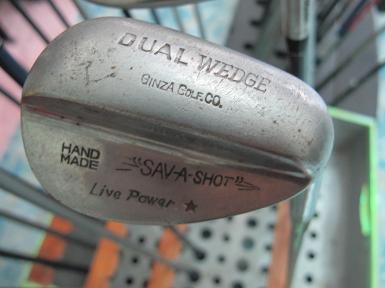 DUAL WEDGE
GINZA GOLF.CO.
HAND
MADE
"SAV-A-SHOT"
Live Power ★